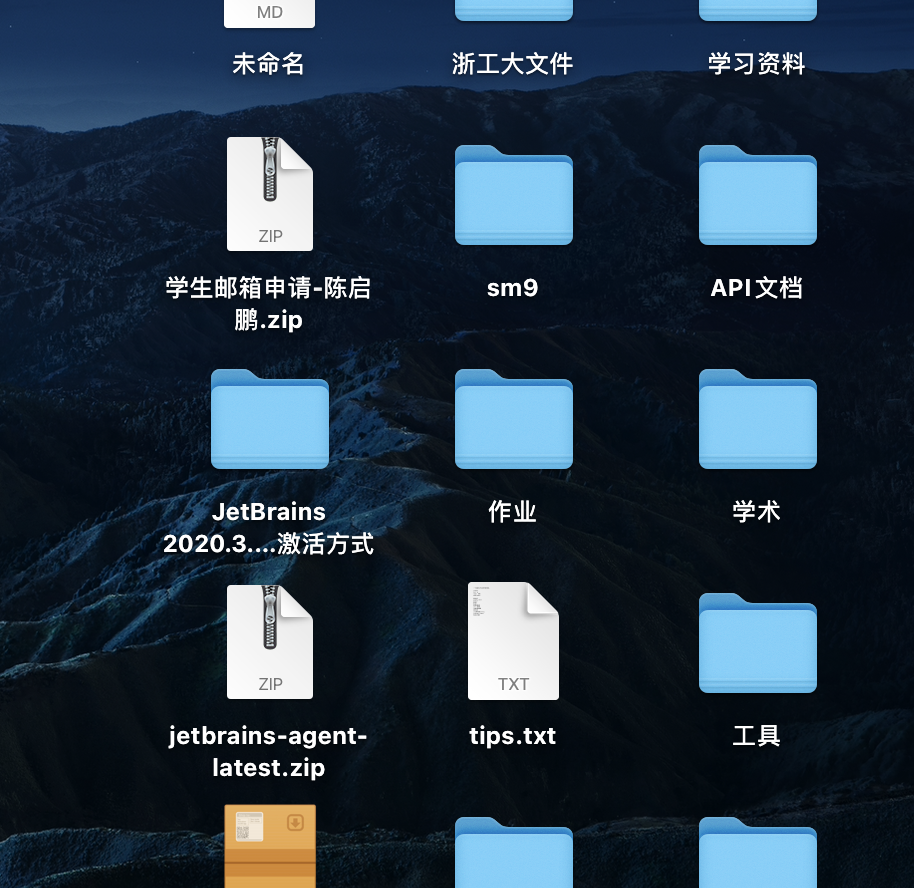 MD
未命名
浙工大文件
学习资料
ZIP
学生邮箱申请-陈启
鹏.zip
sm9
API文档
JetBrains
2020.3....激活方式
作业
学术
ZIP
jetbrains-agent-
latest.zip
TXT
tips.txt
工具